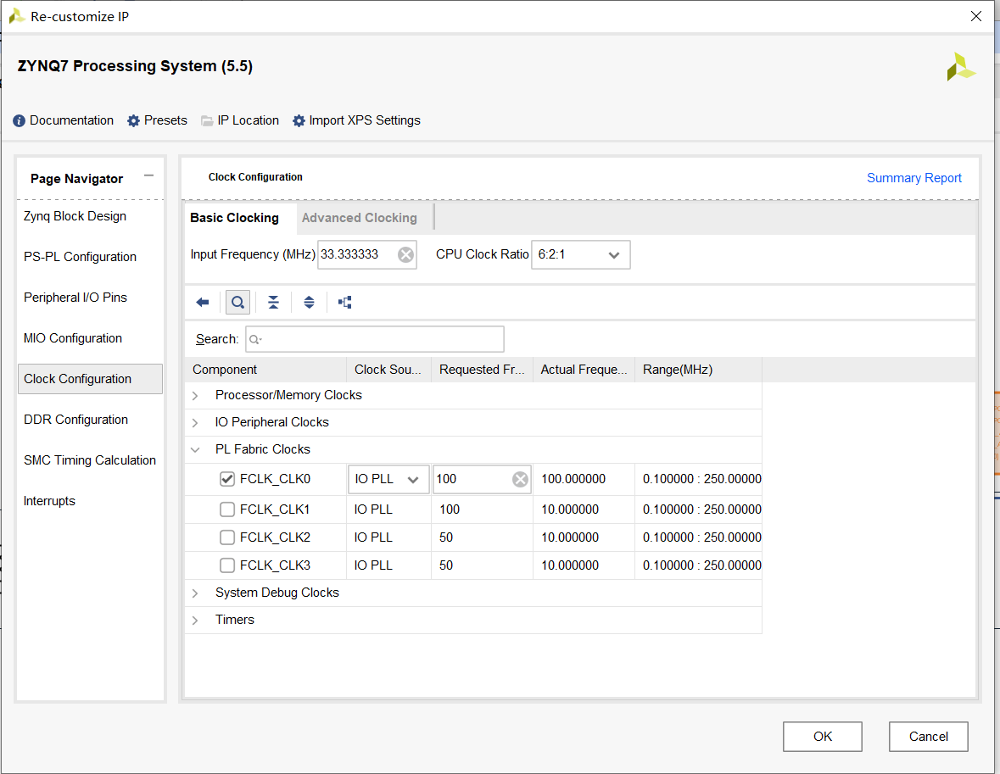 Re-customize IP
ZYNQ7 Processing System (5.5)
Documentation Presets IP Location Import XPS Settings
Page Navigator
Zynq Block Design
PS-PL Configuration
Peripheral I/O Pins
MIO Configuration
Clock Configuration
DDR Configuration
SMC Timing Calculation
Interrupts
Clock Configuration Summary Report
Basic Clocking Advanced Clocking
Input Frequency (MHz) 33.333333 CPU Clock Ratio 6:2:1
Search:
Component Clock Sou... Requested Fr... Actual Freque... Range(MHz)
Processor/Memory Clocks
IO Peripheral Clocks
PL Fabric Clocks
FCLK_CLK0 IO PLL 100 100.000000 0.100000 : 250.00000
FCLK_CLK1 IO PLL 100 10.000000 0.100000 : 250.00000
FCLK_CLK2 IO PLL 50 10.000000 0.100000 : 250.00000
FCLK_CLK3 IO PLL 50 10.000000 0.100000 : 250.00000
System Debug Clocks
Timers
OK Cancel